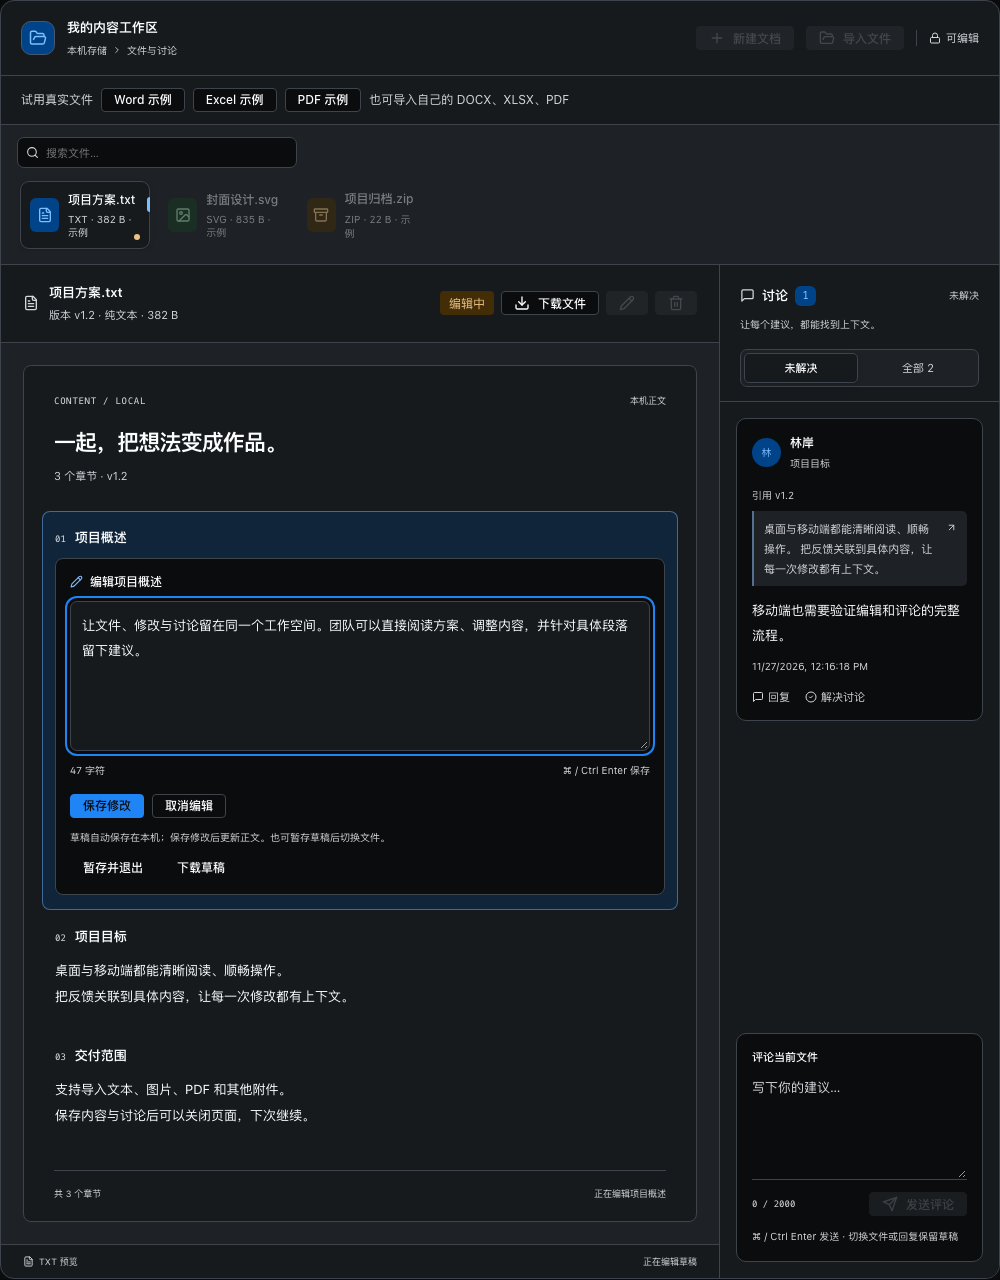 我的内容工作区
本机存储 > 文件与讨论
新建文档
导入文件
可编辑
试用真实文件
Word 示例
Excel 示例
PDF 示例
也可导入自己的 DOCX、XLSX、PDF
搜索文件...
项目方案.txt
TXT · 382 B ·
示例
封面设计.svg
SVG · 835 B ·
示例
项目归档.zip
ZIP · 22 B · 示
例
项目方案.txt
版本 v1.2 · 纯文本 · 382 B
编辑中
下载文件
CONTENT / LOCAL
本机正文
一起，把想法变成作品。
3 个章节 · v1.2
01 项目概述
编辑项目概述
让文件、修改与讨论留在同一个工作空间。团队可以直接阅读方案、调整内容，并针对具体段落
留下建议。
47 字符
⌘ / Ctrl Enter 保存
保存修改
取消编辑
草稿自动保存在本机；保存修改后更新正文。也可暂存草稿后切换文件。
暂存并退出
下载草稿
02 项目目标
桌面与移动端都能清晰阅读、顺畅操作。
把反馈关联到具体内容，让每一次修改都有上下文。
03 交付范围
支持导入文本、图片、PDF 和其他附件。
保存内容与讨论后可以关闭页面，下次继续。
共 3 个章节
正在编辑项目概述
TXT 预览
正在编辑草稿
讨论 1
未解决
让每个建议，都能找到上下文。
未解决
全部 2
林
林岸
项目目标
引用 v1.2
桌面与移动端都能清晰阅读、顺畅
操作。 把反馈关联到具体内容，让
每一次修改都有上下文。
移动端也需要验证编辑和评论的完整
流程。
11/27/2026, 12:16:18 PM
回复
解决讨论
评论当前文件
写下你的建议...
0 / 2000
发送评论
⌘ / Ctrl Enter 发送 · 切换文件或回复保留草稿